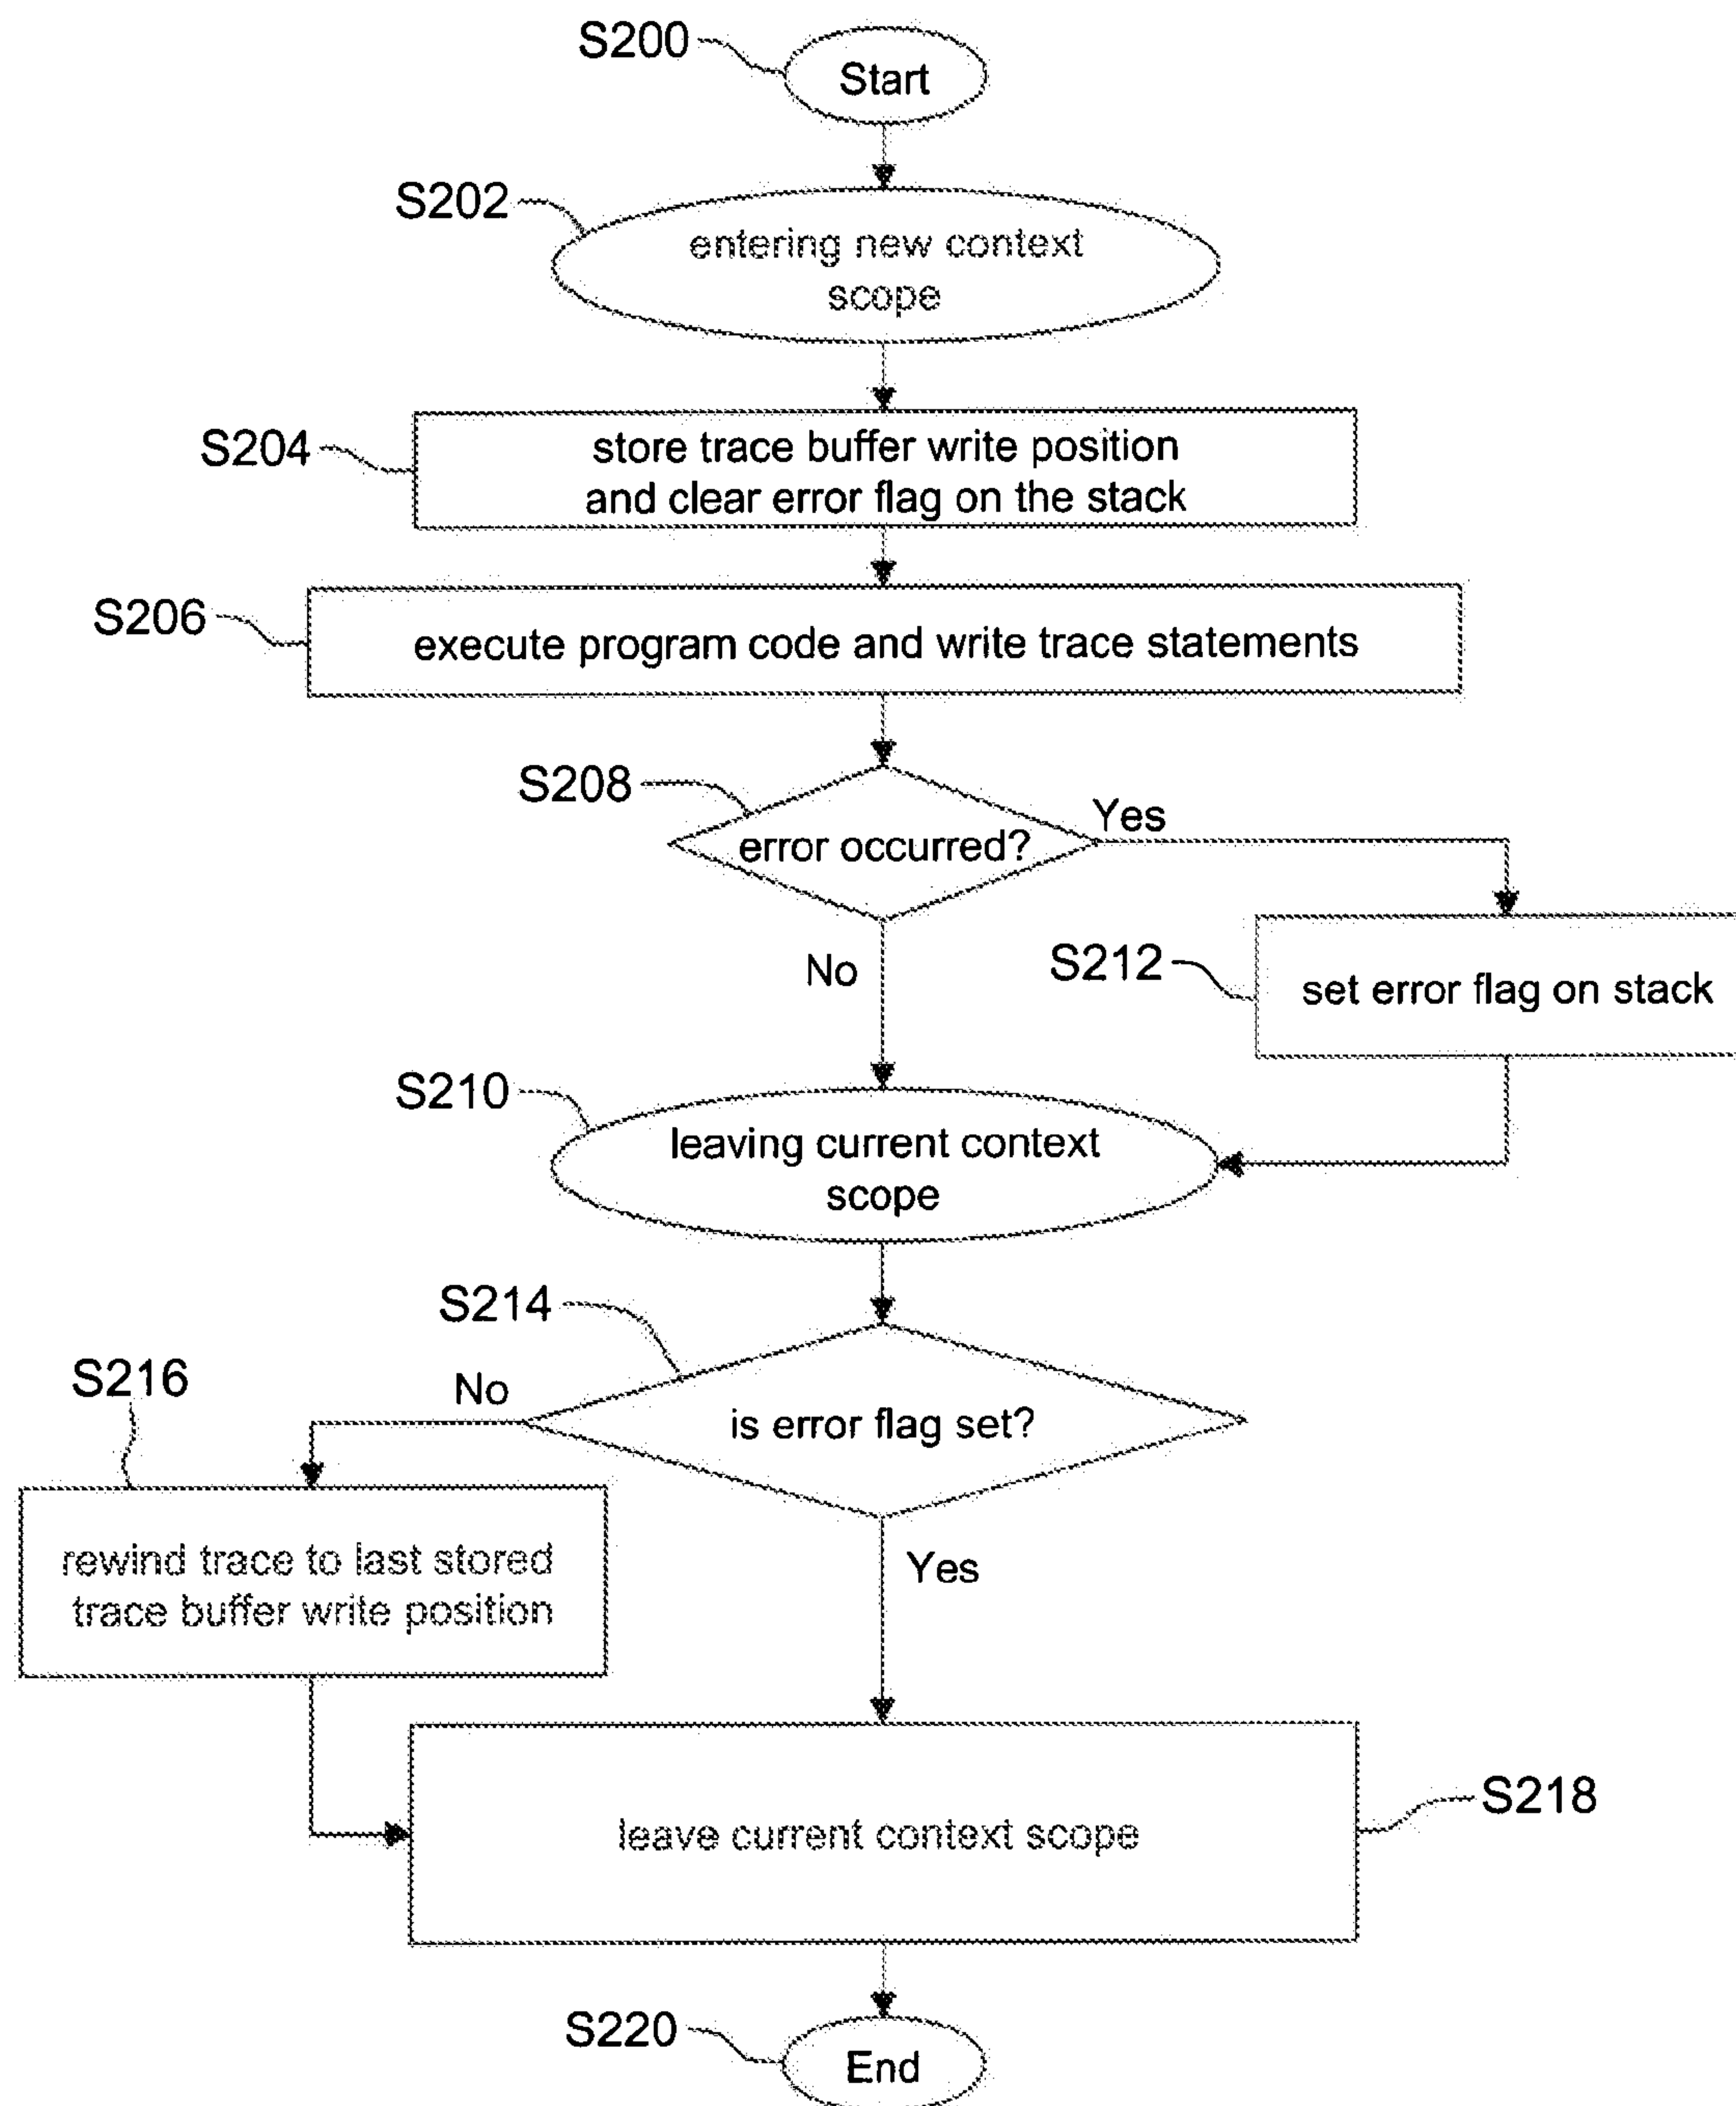 S200
Start
S202
entering new context
scope
S204
store trace buffer write position
and clear error flag on the stack
S206
execute program code and write trace statements
S208
error occurred?
Yes
No
S212
set error flag on stack
S210
leaving current context
scope
S214
is error flag set?
No
S216
rewind trace to last stored
trace buffer write position
Yes
leave current context scope
S218
S220
End